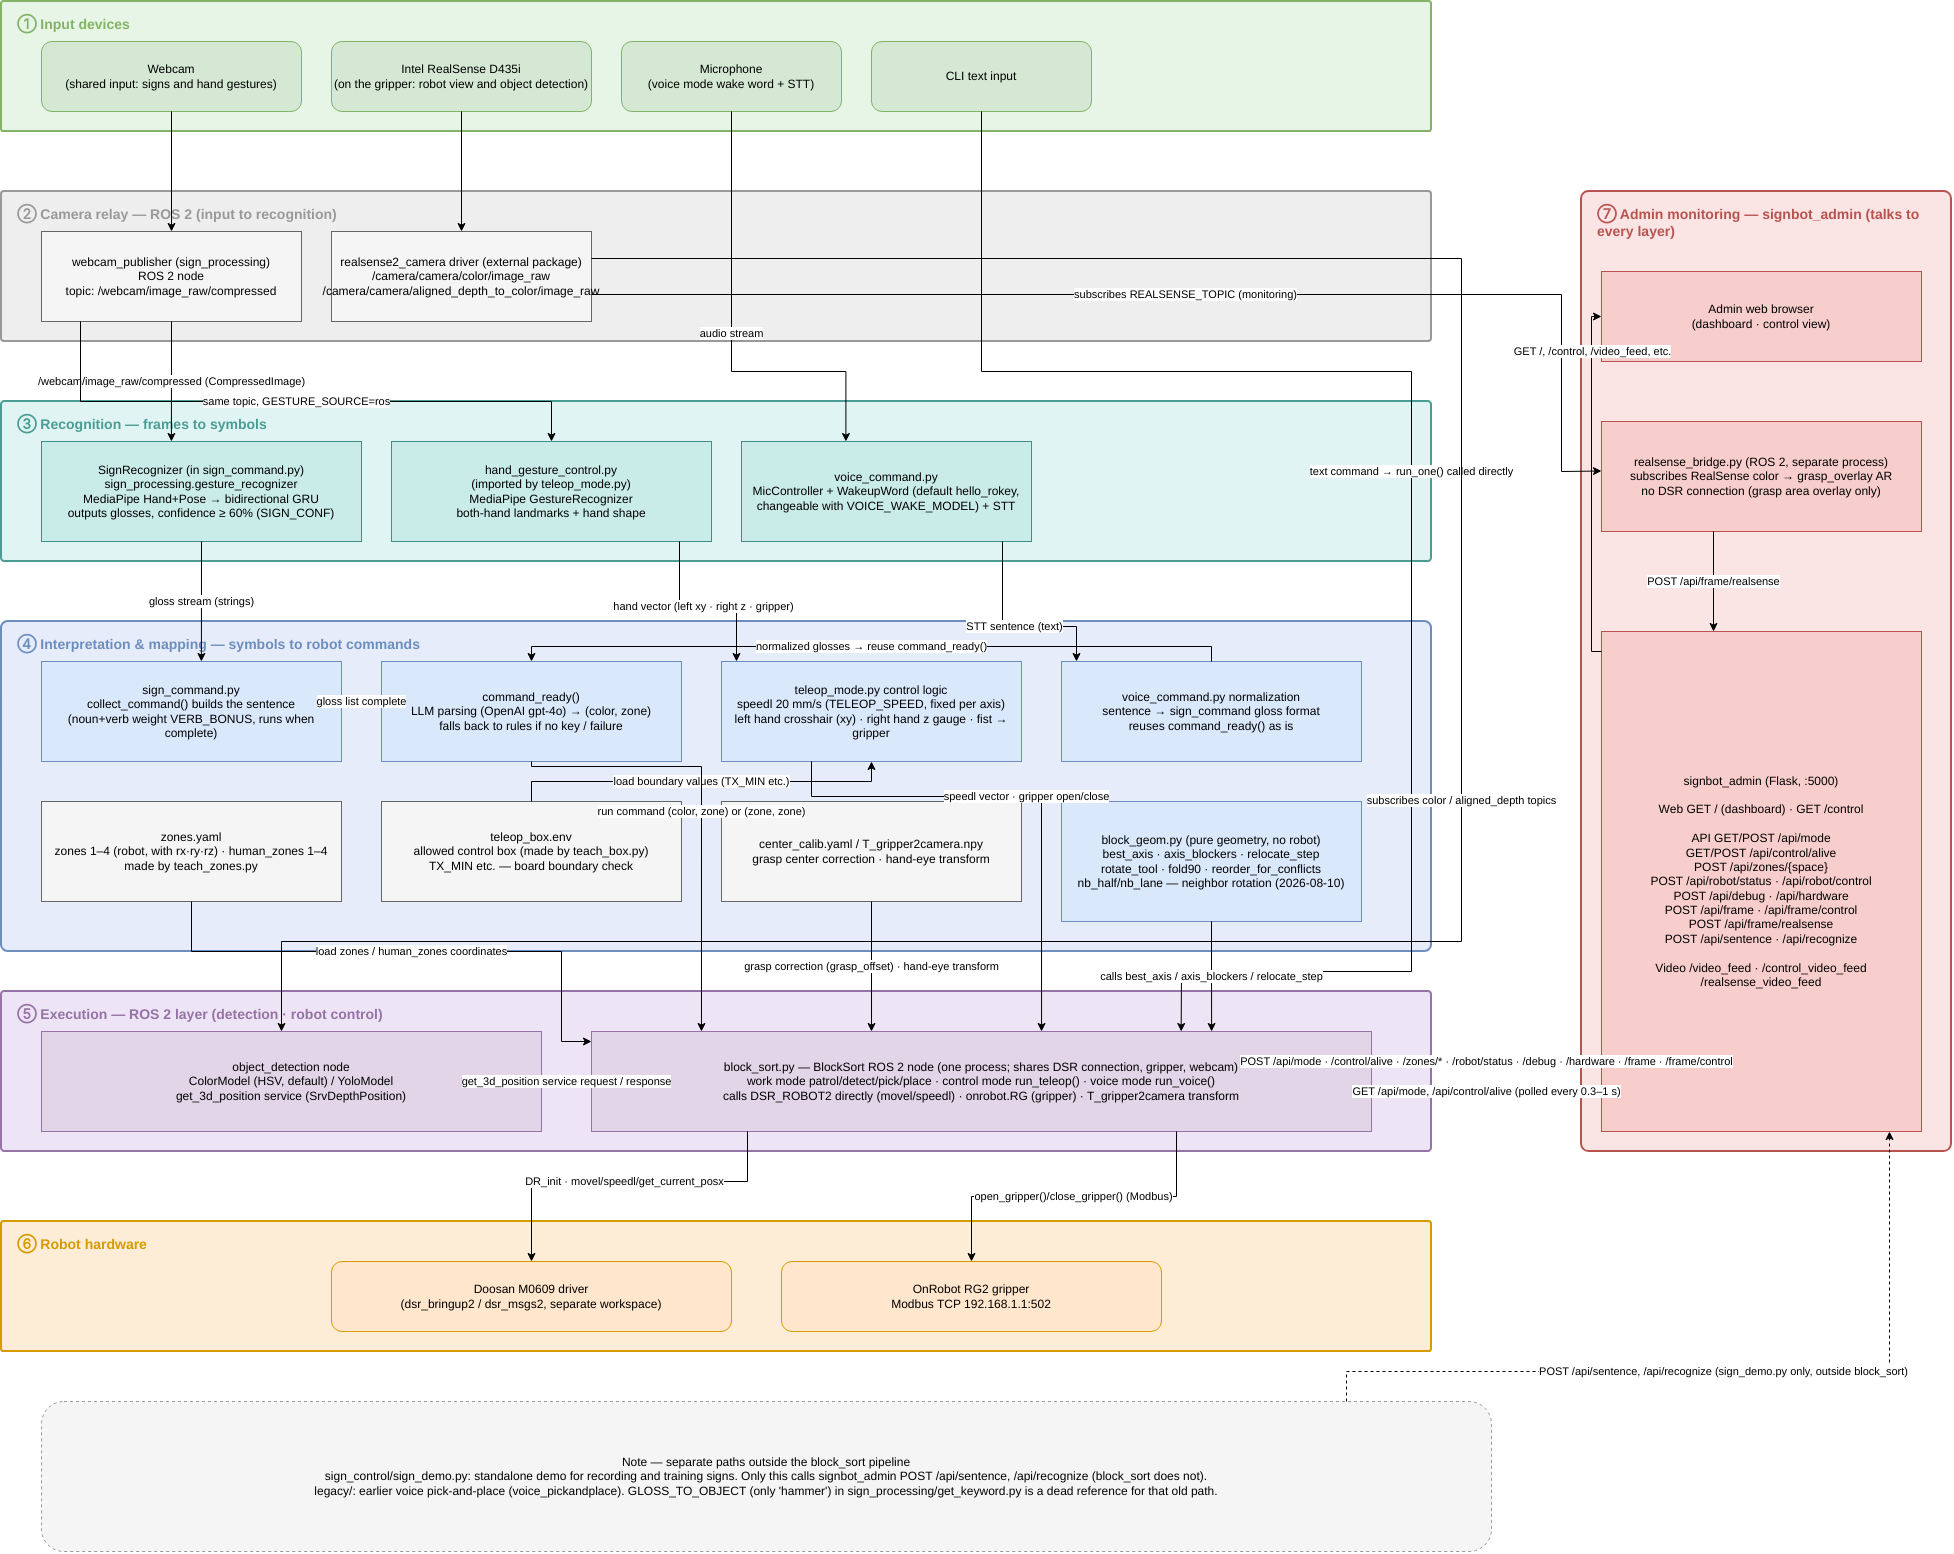 ① Input devices
Webcam
(shared input: signs and hand gestures)
Intel RealSense D435i
(on the gripper: robot view and object detection)
Microphone
(voice mode wake word + STT)
CLI text input
② Camera relay — ROS 2 (input to recognition)
webcam_publisher (sign_processing)
ROS 2 node
topic: /webcam/image_raw/compressed
realsense2_camera driver (external package)
/camera/camera/color/image_raw
/camera/camera/aligned_depth_to_color/image_raw
subscribes REALSENSE_TOPIC (monitoring)
audio stream
/webcam/image_raw/compressed (CompressedImage)
same topic, GESTURE_SOURCE=ros
③ Recognition — frames to symbols
SignRecognizer (in sign_command.py)
sign_processing.gesture_recognizer
MediaPipe Hand+Pose → bidirectional GRU
outputs glosses, confidence ≥ 60% (SIGN_CONF)
hand_gesture_control.py
(imported by teleop_mode.py)
MediaPipe GestureRecognizer
both-hand landmarks + hand shape
voice_command.py
MicController + WakeupWord (default hello_rokey,
changeable with VOICE_WAKE_MODEL) + STT
text command → run_one() called directly
gloss stream (strings)
hand vector (left xy · right z · gripper)
STT sentence (text)
④ Interpretation & mapping — symbols to robot commands
normalized glosses → reuse command_ready()
sign_command.py
collect_command() builds the sentence
(noun+verb weight VERB_BONUS, runs when
complete)
gloss list complete
command_ready()
LLM parsing (OpenAI gpt-4o) → (color, zone)
falls back to rules if no key / failure
teleop_mode.py control logic
speedl 20 mm/s (TELEOP_SPEED, fixed per axis)
left hand crosshair (xy) · right hand z gauge · fist →
gripper
voice_command.py normalization
sentence → sign_command gloss format
reuses command_ready() as is
load boundary values (TX_MIN etc.)
speedl vector · gripper open/close
run command (color, zone) or (zone, zone)
subscribes color / aligned_depth topics
zones.yaml
zones 1–4 (robot, with rx·ry·rz) · human_zones 1–4
made by teach_zones.py
teleop_box.env
allowed control box (made by teach_box.py)
TX_MIN etc. — board boundary check
center_calib.yaml / T_gripper2camera.npy
grasp center correction · hand-eye transform
block_geom.py (pure geometry, no robot)
best_axis · axis_blockers · relocate_step
rotate_tool · fold90 · reorder_for_conflicts
nb_half/nb_lane — neighbor rotation (2026-08-10)
load zones / human_zones coordinates
grasp correction (grasp_offset) · hand-eye transform
calls best_axis / axis_blockers / relocate_step
⑤ Execution — ROS 2 layer (detection · robot control)
object_detection node
ColorModel (HSV, default) / YoloModel
get_3d_position service (SrvDepthPosition)
get_3d_position service request / response
block_sort.py — BlockSort ROS 2 node (one process; shares DSR connection, gripper, webcam)
work mode patrol/detect/pick/place · control mode run_teleop() · voice mode run_voice()
calls DSR_ROBOT2 directly (movel/speedl) · onrobot.RG (gripper) · T_gripper2camera transform
POST /api/mode · /control/alive · /zones/* · /robot/status · /debug · /hardware · /frame · /frame/control
GET /api/mode, /api/control/alive (polled every 0.3–1 s)
DR_init · movel/speedl/get_current_posx
open_gripper()/close_gripper() (Modbus)
⑥ Robot hardware
Doosan M0609 driver
(dsr_bringup2 / dsr_msgs2, separate workspace)
OnRobot RG2 gripper
Modbus TCP 192.168.1.1:502
⑦ Admin monitoring — signbot_admin (talks to
every layer)
Admin web browser
(dashboard · control view)
GET /, /control, /video_feed, etc.
realsense_bridge.py (ROS 2, separate process)
subscribes RealSense color → grasp_overlay AR
no DSR connection (grasp area overlay only)
POST /api/frame/realsense
signbot_admin (Flask, :5000)
Web GET / (dashboard) · GET /control
API GET/POST /api/mode
GET/POST /api/control/alive
POST /api/zones/{space}
POST /api/robot/status · /api/robot/control
POST /api/debug · /api/hardware
POST /api/frame · /api/frame/control
POST /api/frame/realsense
POST /api/sentence · /api/recognize
Video /video_feed · /control_video_feed
/realsense_video_feed
POST /api/sentence, /api/recognize (sign_demo.py only, outside block_sort)
Note — separate paths outside the block_sort pipeline
sign_control/sign_demo.py: standalone demo for recording and training signs. Only this calls signbot_admin POST /api/sentence, /api/recognize (block_sort does not).
legacy/: earlier voice pick-and-place (voice_pickandplace). GLOSS_TO_OBJECT (only 'hammer') in sign_processing/get_keyword.py is a dead reference for that old path.